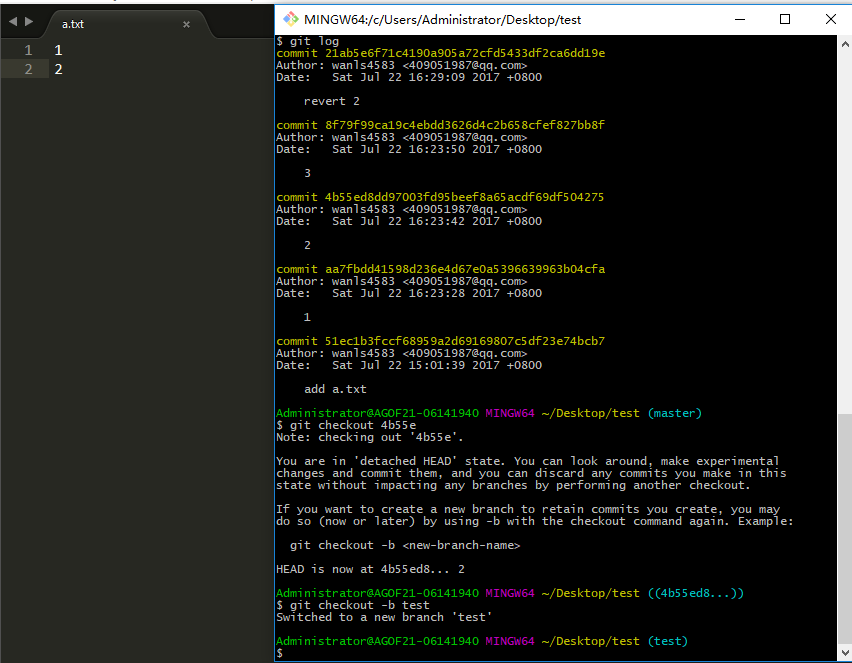 a.txt
1 1
2 2
MINGW64:/c/Users/Administrator/Desktop/test
$ git log
commit 21ab5e6f71c4190a905a72cfd5433df2ca6dd19e
Author: wanls4583 <409051987@qq.com>
Date:   Sat Jul 22 16:29:09 2017 +0800
revert 2
commit 8f79f99ca19c4ebdd3626d4c2b658cfef827bb8f
Author: wanls4583 <409051987@qq.com>
Date:   Sat Jul 22 16:23:50 2017 +0800
3
commit 4b55ed8dd97003fd95beef8a65acdf69df504275
Author: wanls4583 <409051987@qq.com>
Date:   Sat Jul 22 16:23:42 2017 +0800
2
commit aa7fbdd41598d236e4d67e0a5396639963b04cfa
Author: wanls4583 <409051987@qq.com>
Date:   Sat Jul 22 16:23:28 2017 +0800
1
commit 51ec1b3fccf68959a2d69169807c5df23e74bcb7
Author: wanls4583 <409051987@qq.com>
Date:   Sat Jul 22 15:01:39 2017 +0800
add a.txt
Administrator@AGOF21-06141940 MINGW64 ~/Desktop/test (master)
$ git checkout 4b55e
Note: checking out '4b55e'.
You are in 'detached HEAD' state. You can look around, make experimental
changes and commit them, and you can discard any commits you make in this
state without impacting any branches by performing another checkout.
If you want to create a new branch to retain commits you create, you may
do so (now or later) by using -b with the checkout command again. Example:
git checkout -b <new-branch-name>
HEAD is now at 4b55ed8... 2
Administrator@AGOF21-06141940 MINGW64 ~/Desktop/test ((4b55ed8...))
$ git checkout -b test
Switched to a new branch 'test'
Administrator@AGOF21-06141940 MINGW64 ~/Desktop/test (test)
$